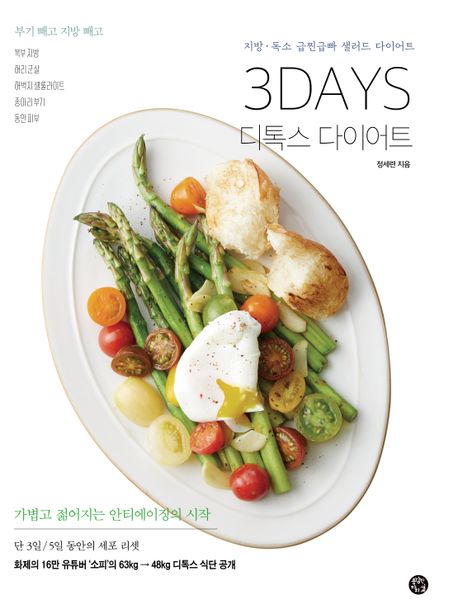 부기 빼고 지방 빼고
복부 지방
허리 군살
허벅지 셀룰라이트
종아리 부기
동안 피부
지방·독소 급찐급빠 샐러드 다이어트
3DAYS
디톡스 다이어트
정세연 지음
가볍고 젊어지는 안티에이징의 시작
단 3일/5일 동안의 세포 리셋
화제의 16만 유튜버 '소피'의 63kg → 48kg 디톡스 식단 공개